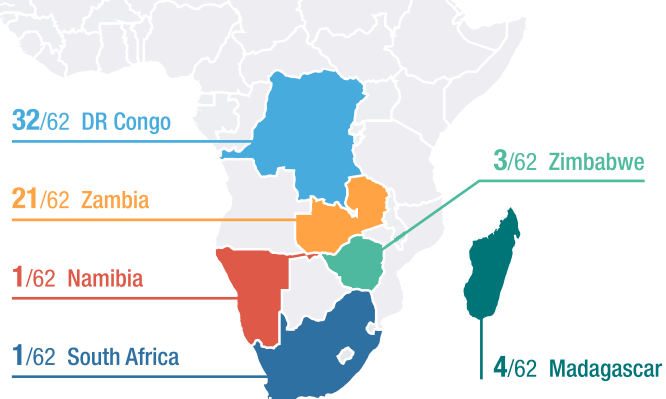 32/62 DR Congo
3/62 Zimbabwe
21/62 Zambia
1/62 Namibia
1/62 South Africa
4/62 Madagascar